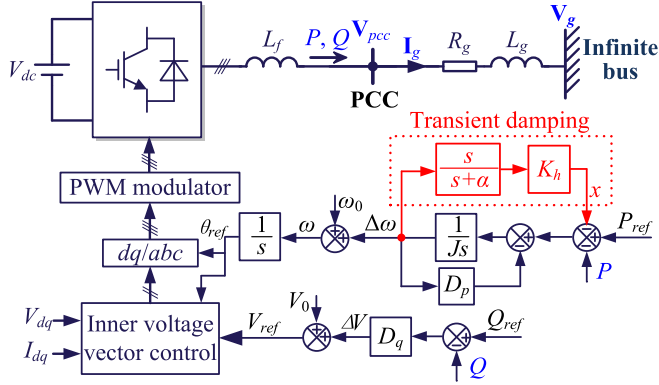 V_dc
L_f
P, Q
V_pcc
I_g
R_g
L_g
V_g
Infinite
bus
PCC
Transient damping
s
s+α
K_h
x
PWM modulator
θ_ref
1
s
ω
ω_0
Δω
1
Js
P_ref
dq/abc
D_p
P
V_dq
I_dq
Inner voltage
vector control
V_ref
V_0
ΔV
D_q
Q_ref
Q